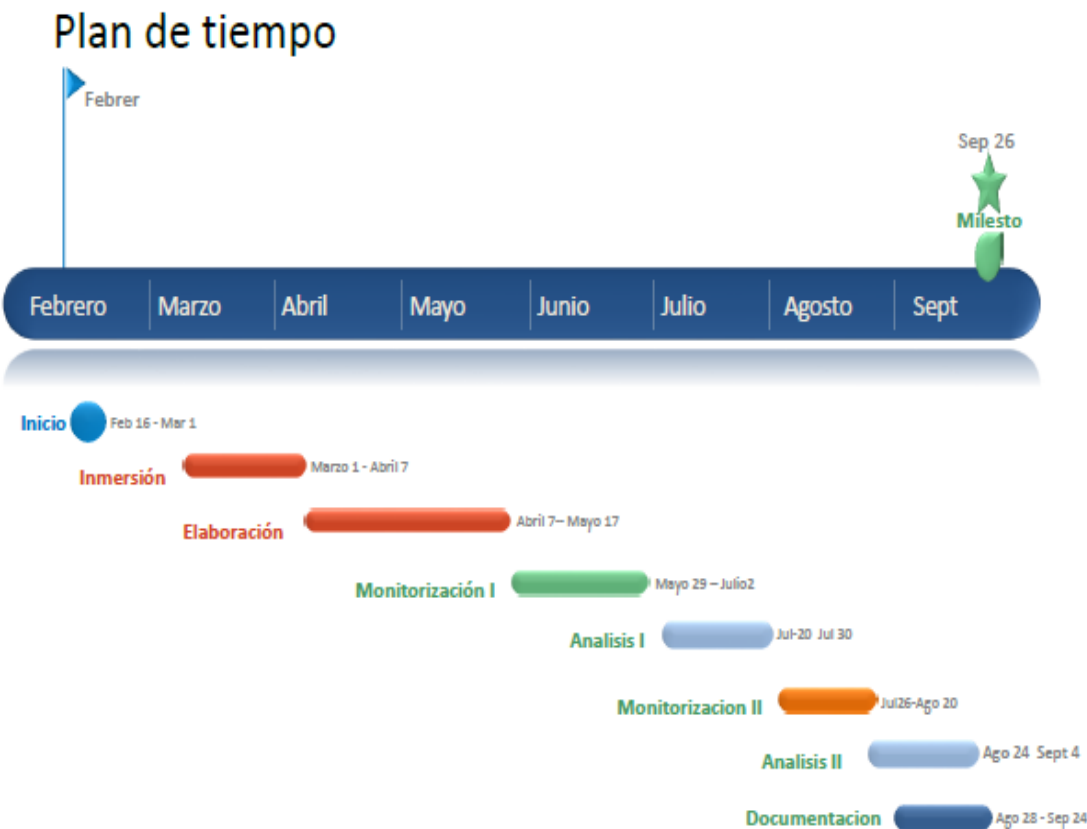 Plan de tiempo
Febrer
Sep 26
Milesto
Febrero Marzo Abril Mayo Junio Julio Agosto Sept
Inicio Feb 16 - Mar 1
Inmersión Marzo 1 - Abril 7
Elaboración Abril 7– Mayo 17
Monitorización I Mayo 29 – Julio2
Analisis I Jul-20 Jul 30
Monitorizacion II Jul26-Ago 20
Analisis II Ago 24 Sept 4
Documentacion Ago 28 - Sep 24